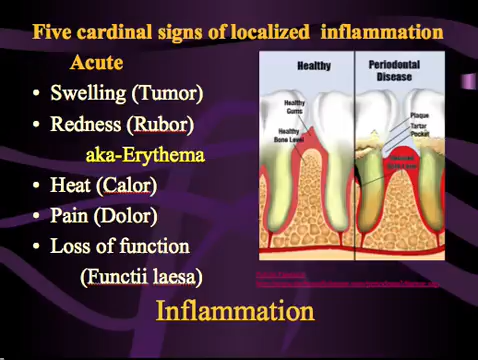 Five cardinal signs of localized inflammation
Acute
• Swelling (Tumor)
• Redness (Rubor)
aka-Erythema
• Heat (Calor)
• Pain (Dolor)
• Loss of function
(Functii laesa)
Inflammation
Healthy
Periodontal
Disease
Healthy
Gums
Healthy
Bone Level
Plaque
Tartar
Pocket